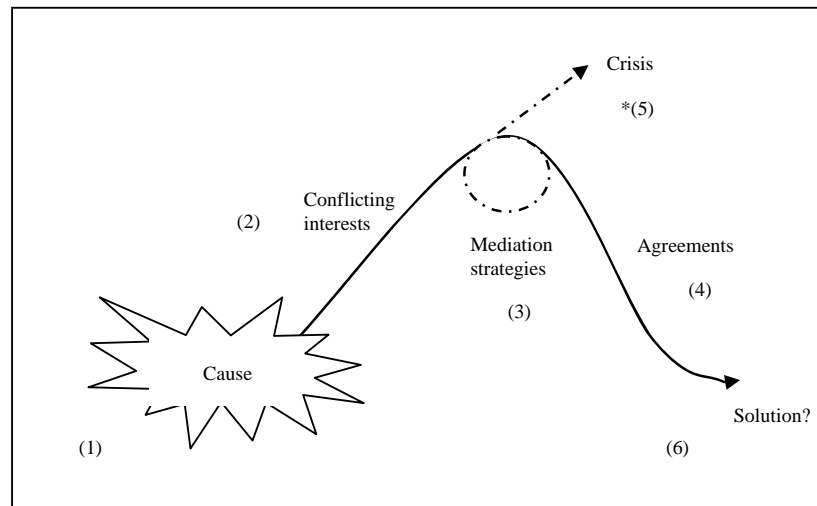 Crisis
*(5)
(2)
Conflicting
interests
Mediation
strategies
(3)
Agreements
(4)
Cause
(1)
Solution?
(6)